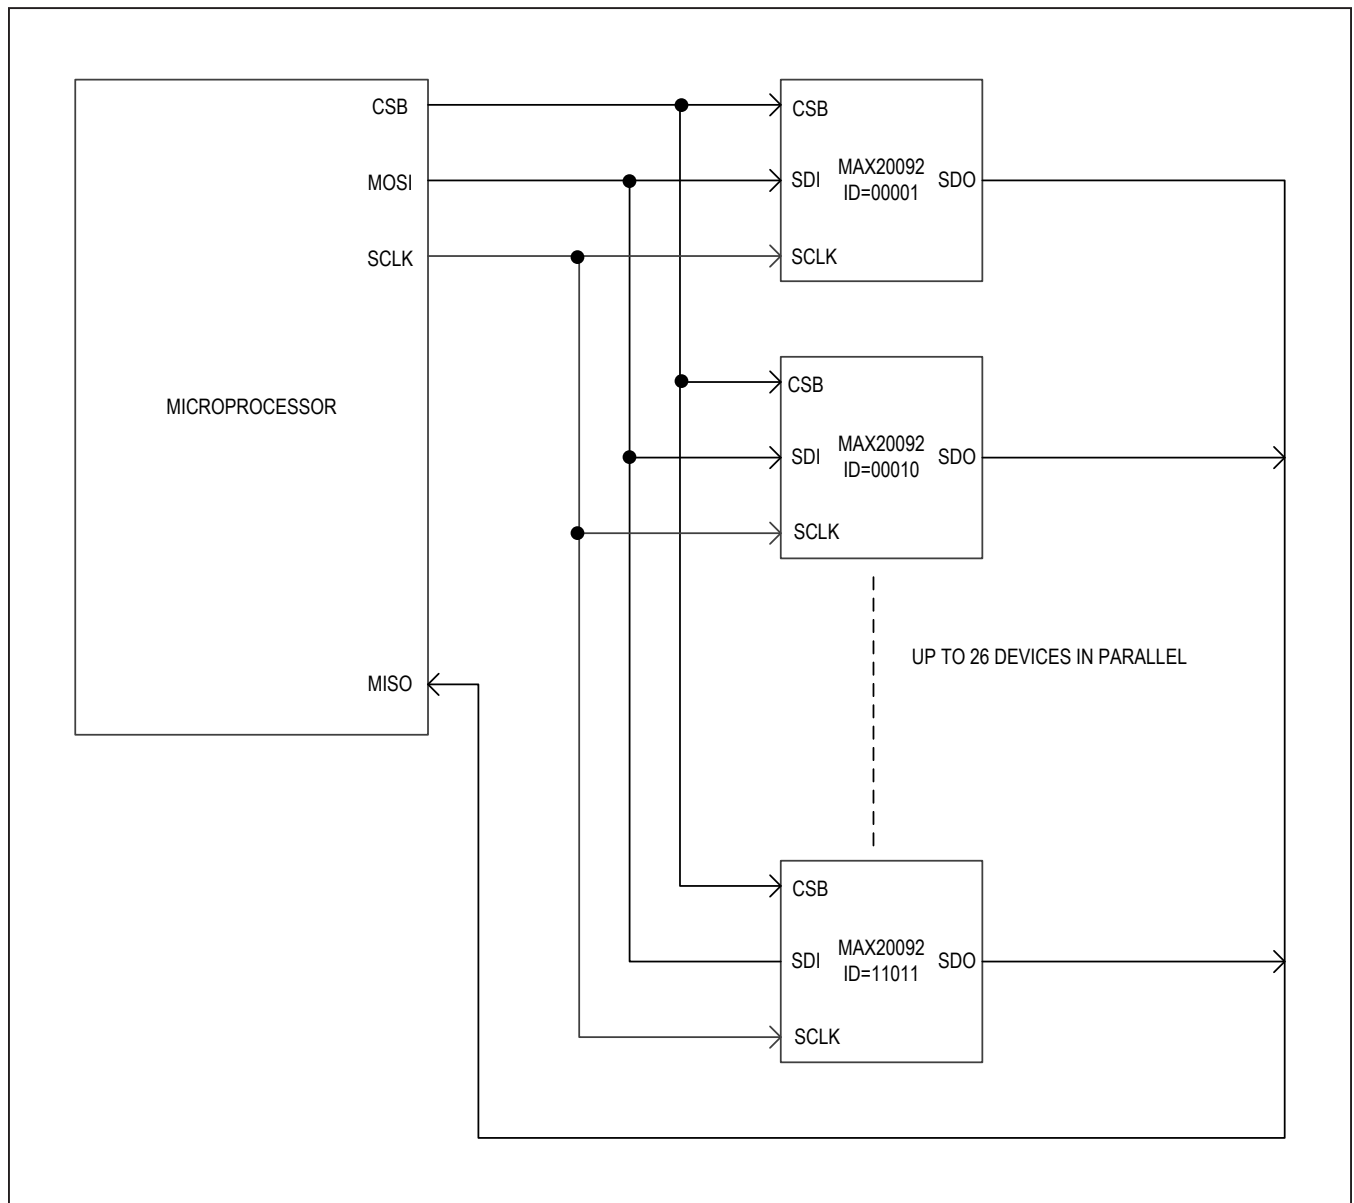 CSB
MOSI
SCLK
MICROPROCESSOR
MISO
CSB
SDI
MAX20092
ID=00001
SDO
SCLK
CSB
SDI
MAX20092
ID=00010
SDO
SCLK
UP TO 26 DEVICES IN PARALLEL
CSB
SDI
MAX20092
ID=11011
SDO
SCLK